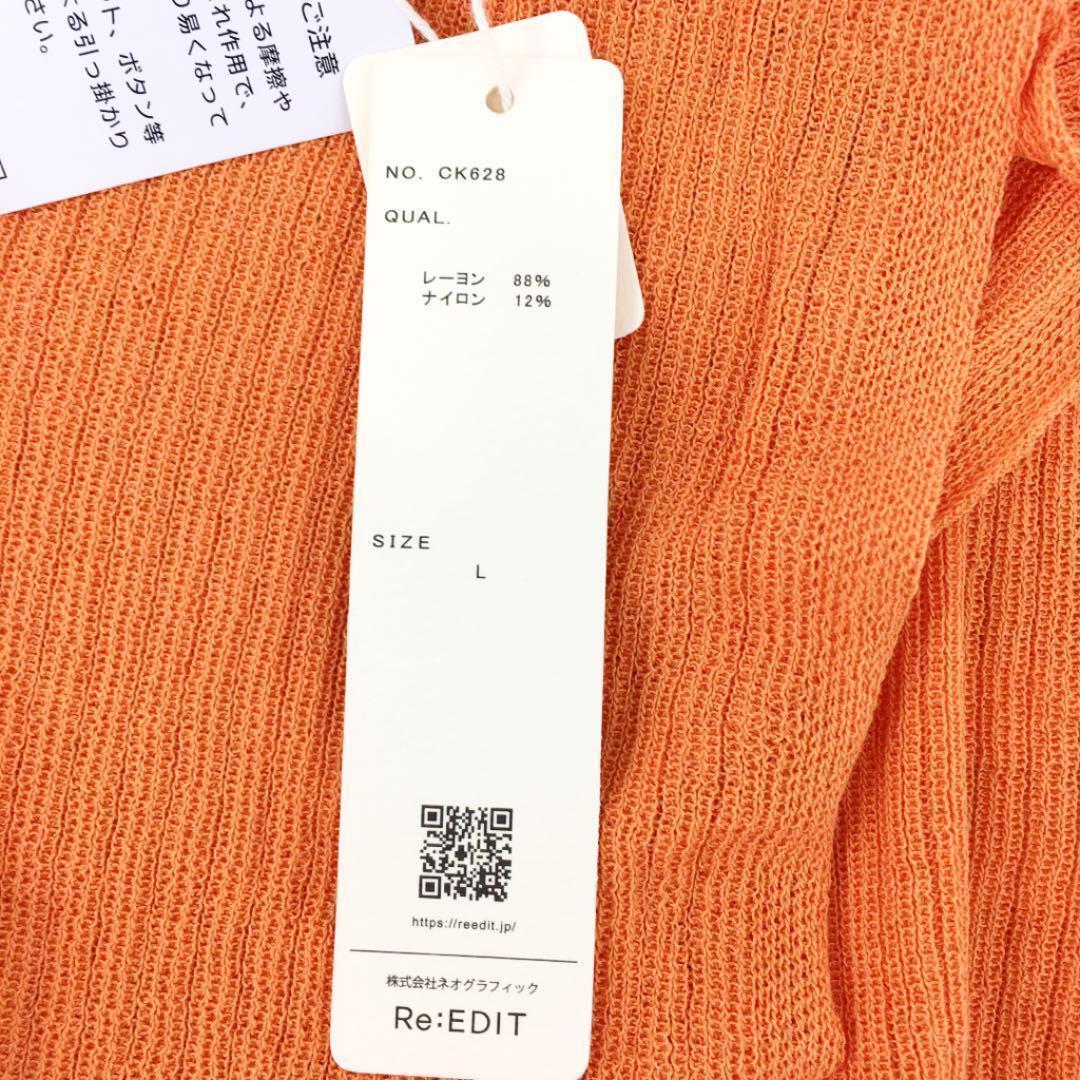 ご注意
よる摩擦や
れ作用で、
り易くなって
ット、ボタン等
よる引っ掛かり
さい。
NO. CK628
QUAL.
レーヨン 88%
ナイロン 12%
SIZE
L
https://reedit.jp/
株式会社ネオグラフィック
Re:EDIT